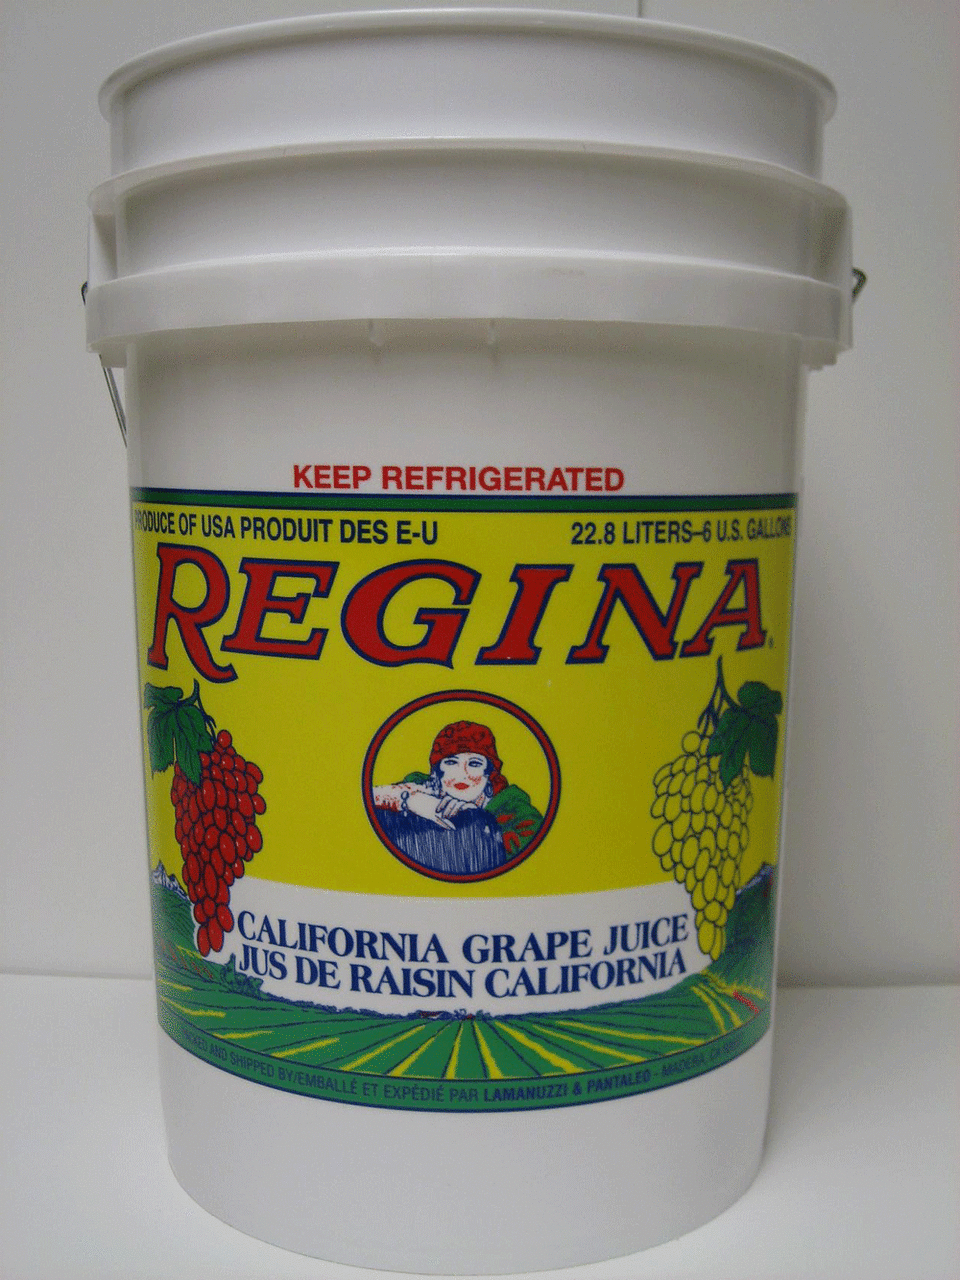 KEEP REFRIGERATED
PRODUCE OF USA PRODUIT DES E-U
22.8 LITERS–6 U.S. GALLONS
REGINA
CALIFORNIA GRAPE JUICE
JUS DE RAISIN CALIFORNIA
AND SHIPPED BY/EMBALLÉ ET EXPÉDIÉ PAR LAMANUZZI & PANTALEO - MADERA, CA